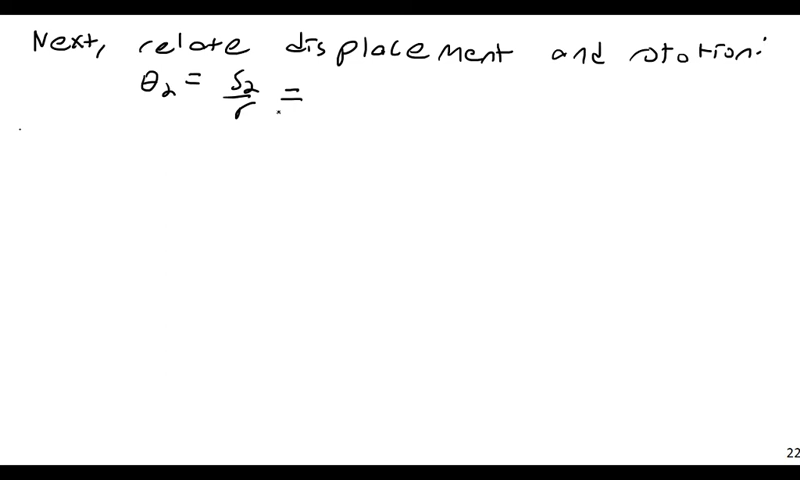 Next, relate displacement and rotation:
θ₂ = S₂/r =
22